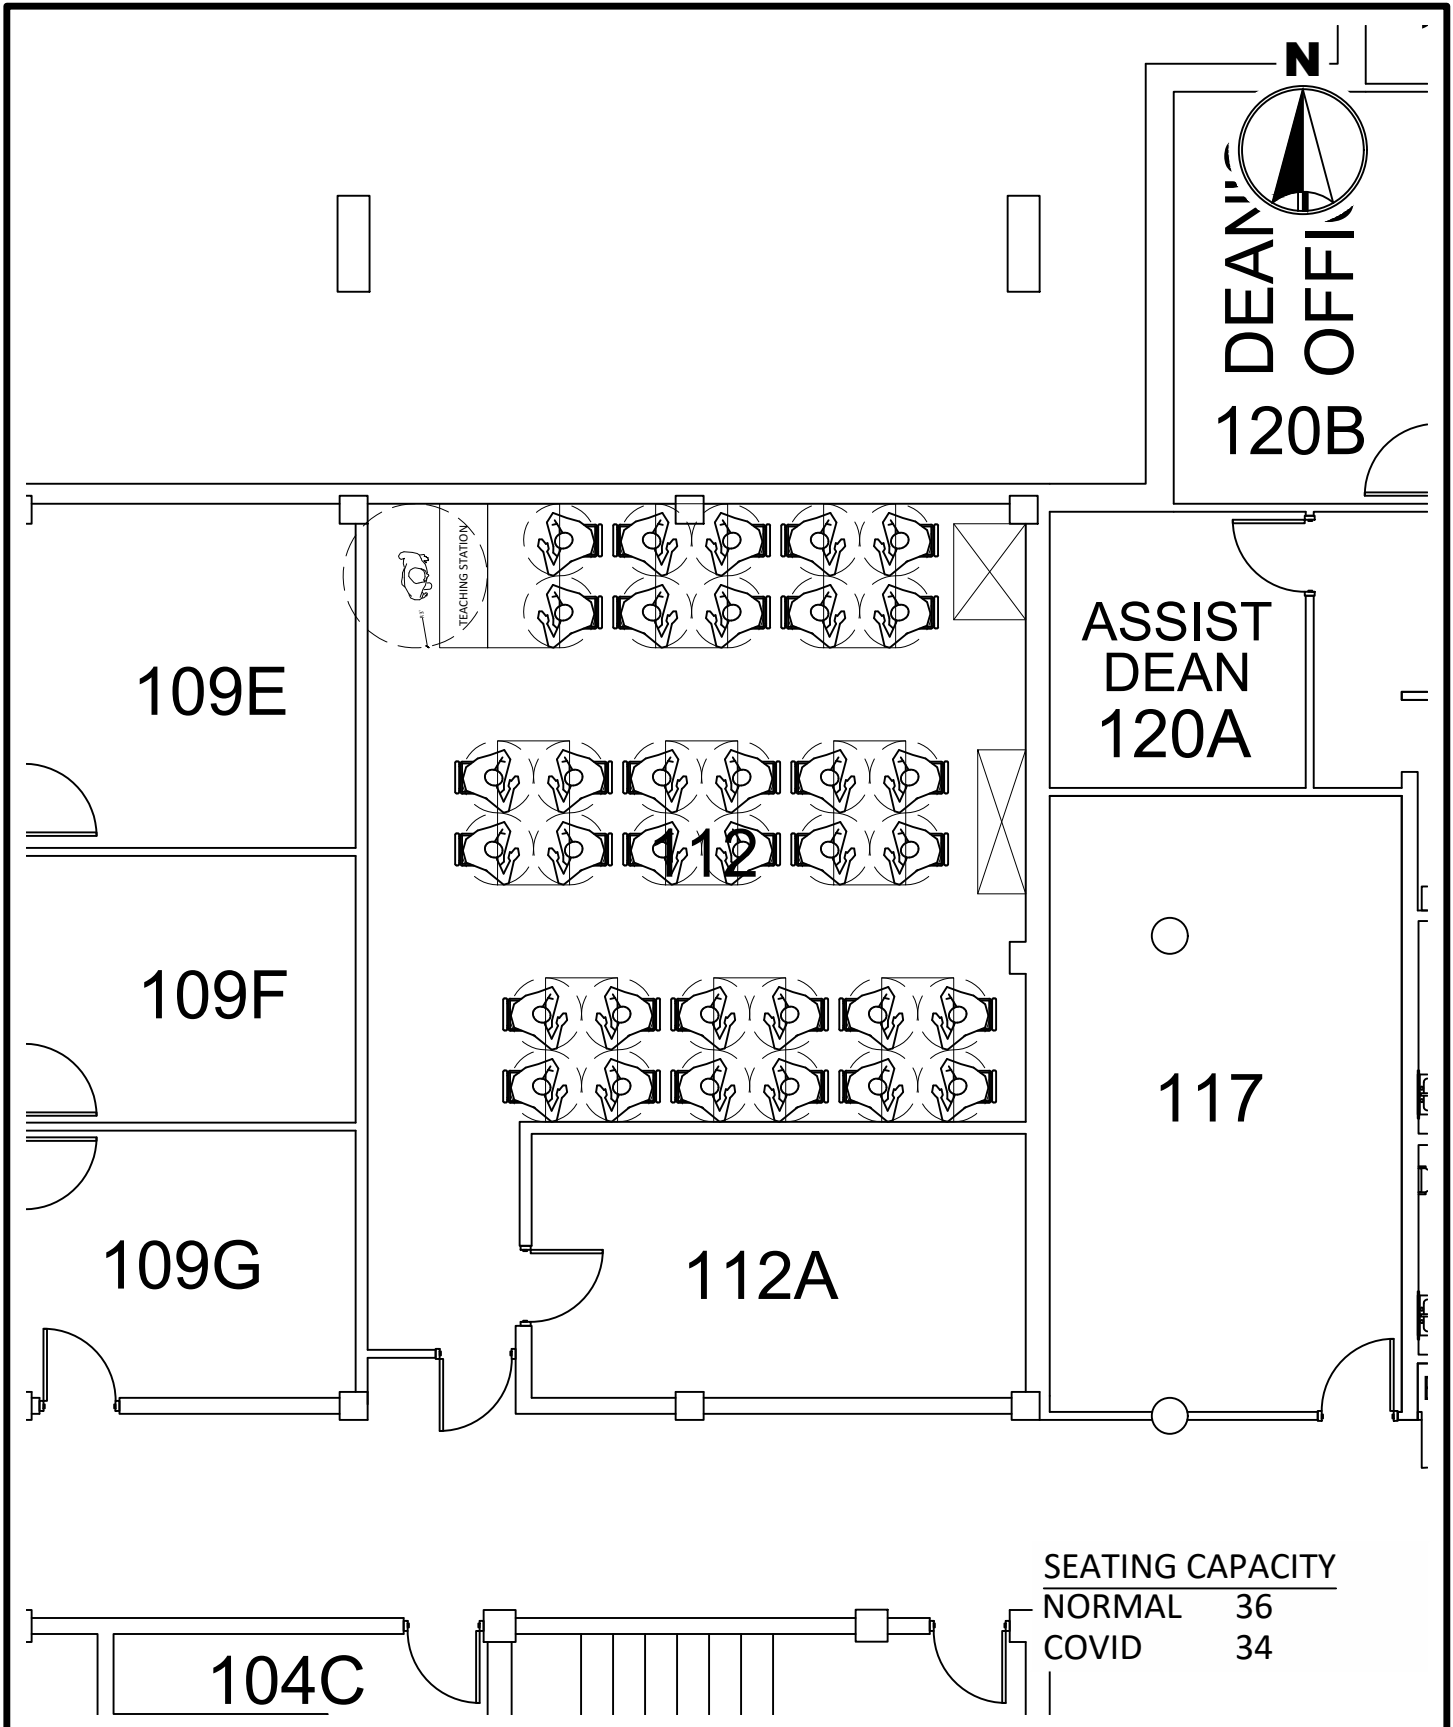 N
DEAN'S
120B
TEACHING STATION
ASSIST
DEAN
120A
109E
112
109F
117
109G
112A
SEATING CAPACITY
NORMAL 36
COVID 34
104C